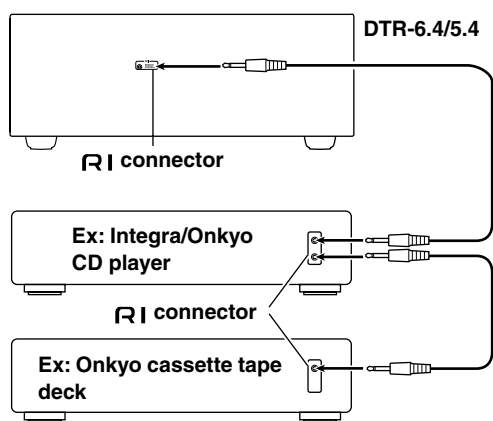 DTR-6.4/5.4
RI connector
Ex: Integra/Onkyo
CD player
RI connector
Ex: Onkyo cassette tape
deck